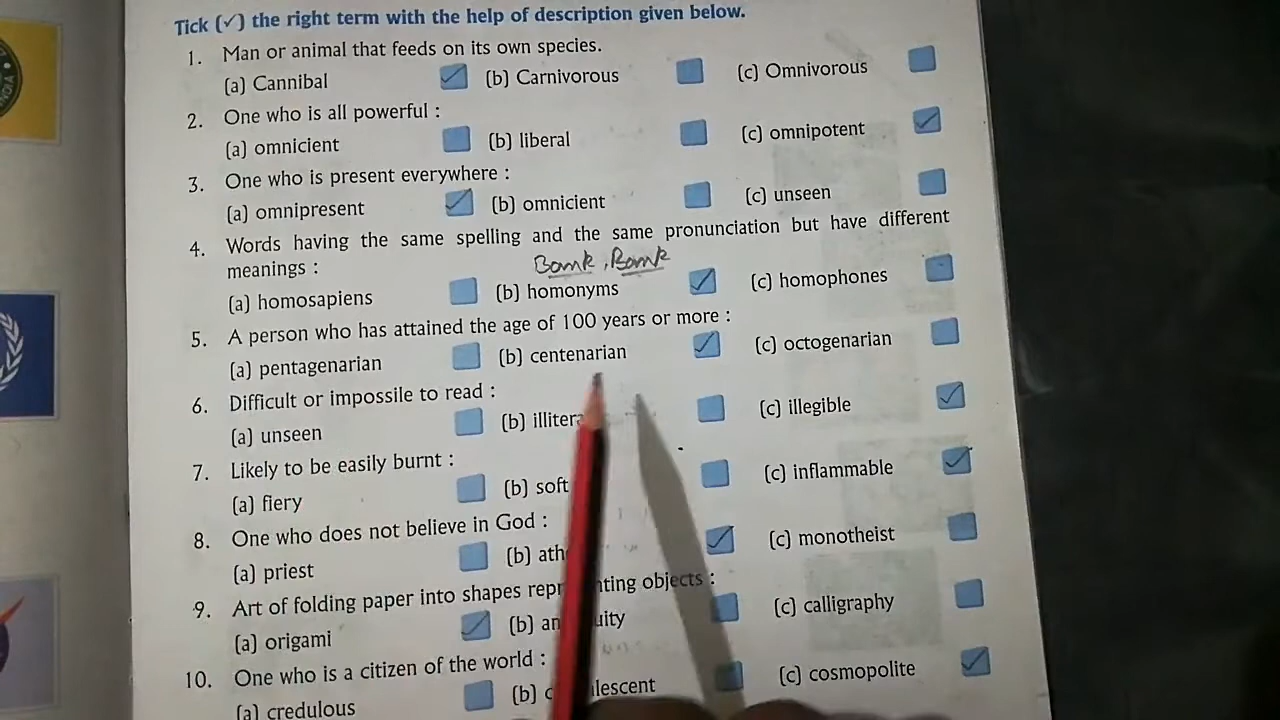 Tick (✓) the right term with the help of description given below.
1. Man or animal that feeds on its own species.
(a) Cannibal (b) Carnivorous (c) Omnivorous
2. One who is all powerful :
(a) omnicient (b) liberal (c) omnipotent
3. One who is present everywhere :
(a) omnipresent (b) omnicient (c) unseen
4. Words having the same spelling and the same pronunciation but have different
meanings :
Bank, Bank
(a) homosapiens (b) homonyms (c) homophones
5. A person who has attained the age of 100 years or more :
(a) pentagenarian (b) centenarian (c) octogenarian
6. Difficult or impossile to read :
(a) unseen (b) (c) illegible
7. Likely to be easily burnt :
(a) fiery (b) soft (c) inflammable
8. One who does not believe in God :
(a) priest (b) (c) monotheist
9. Art of folding paper into shapes objects :
(a) origami (b) (c) calligraphy
10. One who is a citizen of the world :
(a) credulous (b) (c) cosmopolite